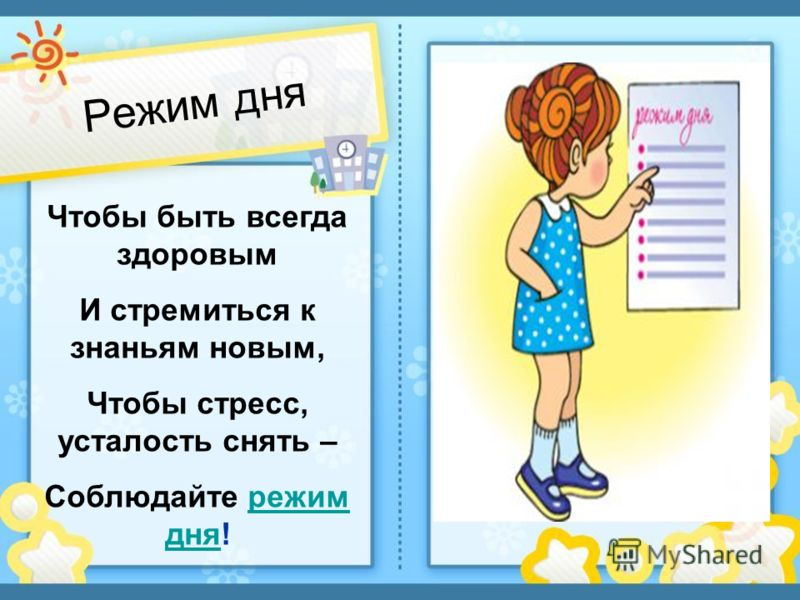 Режим дня
Чтобы быть всегда
здоровым
И стремиться к
знаньям новым,
Чтобы стресс,
усталость снять –
Соблюдайте режим
дня!
режим дня
MyShared